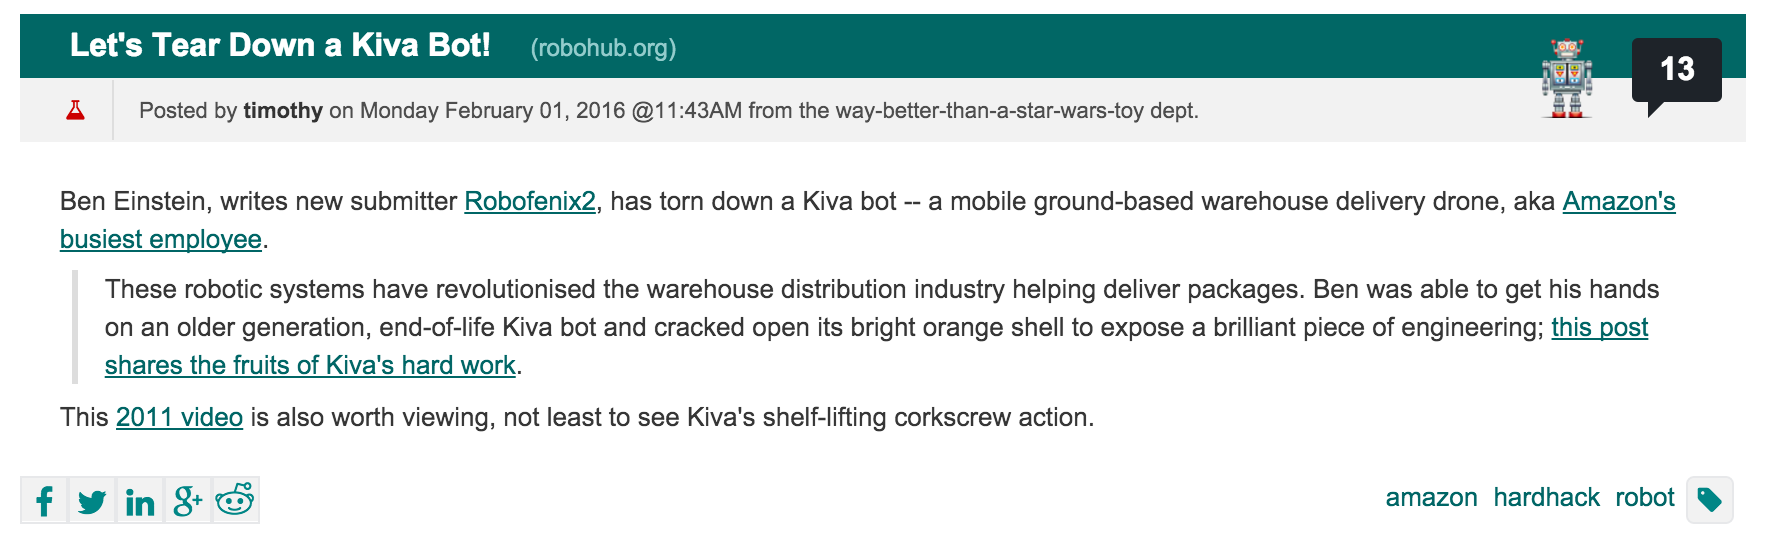 Let's Tear Down a Kiva Bot! (robohub.org)
13
Posted by timothy on Monday February 01, 2016 @11:43AM from the way-better-than-a-star-wars-toy dept.
Ben Einstein, writes new submitter Robofenix2, has torn down a Kiva bot -- a mobile ground-based warehouse delivery drone, aka Amazon's
busiest employee.
These robotic systems have revolutionised the warehouse distribution industry helping deliver packages. Ben was able to get his hands
on an older generation, end-of-life Kiva bot and cracked open its bright orange shell to expose a brilliant piece of engineering; this post
shares the fruits of Kiva's hard work.
This 2011 video is also worth viewing, not least to see Kiva's shelf-lifting corkscrew action.
f in g+
amazon hardhack robot